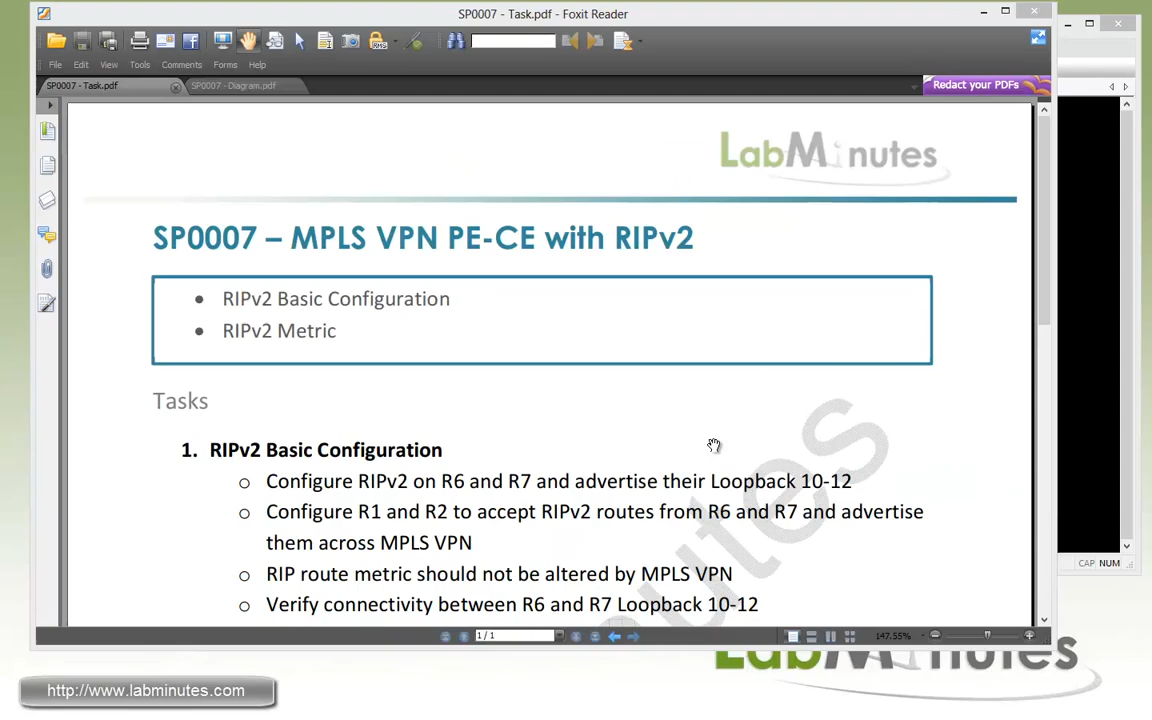 SP0007 - Task.pdf - Foxit Reader
File Edit View Tools Comments Forms Help
SP0007 - Task.pdf SP0007 - Diagram.pdf Redact your PDFs
LabMinutes
SP0007 – MPLS VPN PE-CE with RIPv2
• RIPv2 Basic Configuration
• RIPv2 Metric
Tasks
1. RIPv2 Basic Configuration
o Configure RIPv2 on R6 and R7 and advertise their Loopback 10-12
o Configure R1 and R2 to accept RIPv2 routes from R6 and R7 and advertise
them across MPLS VPN
o RIP route metric should not be altered by MPLS VPN
o Verify connectivity between R6 and R7 Loopback 10-12
utes
CAP NUM
1 / 1 147.55%
LabMinutes
http://www.labminutes.com